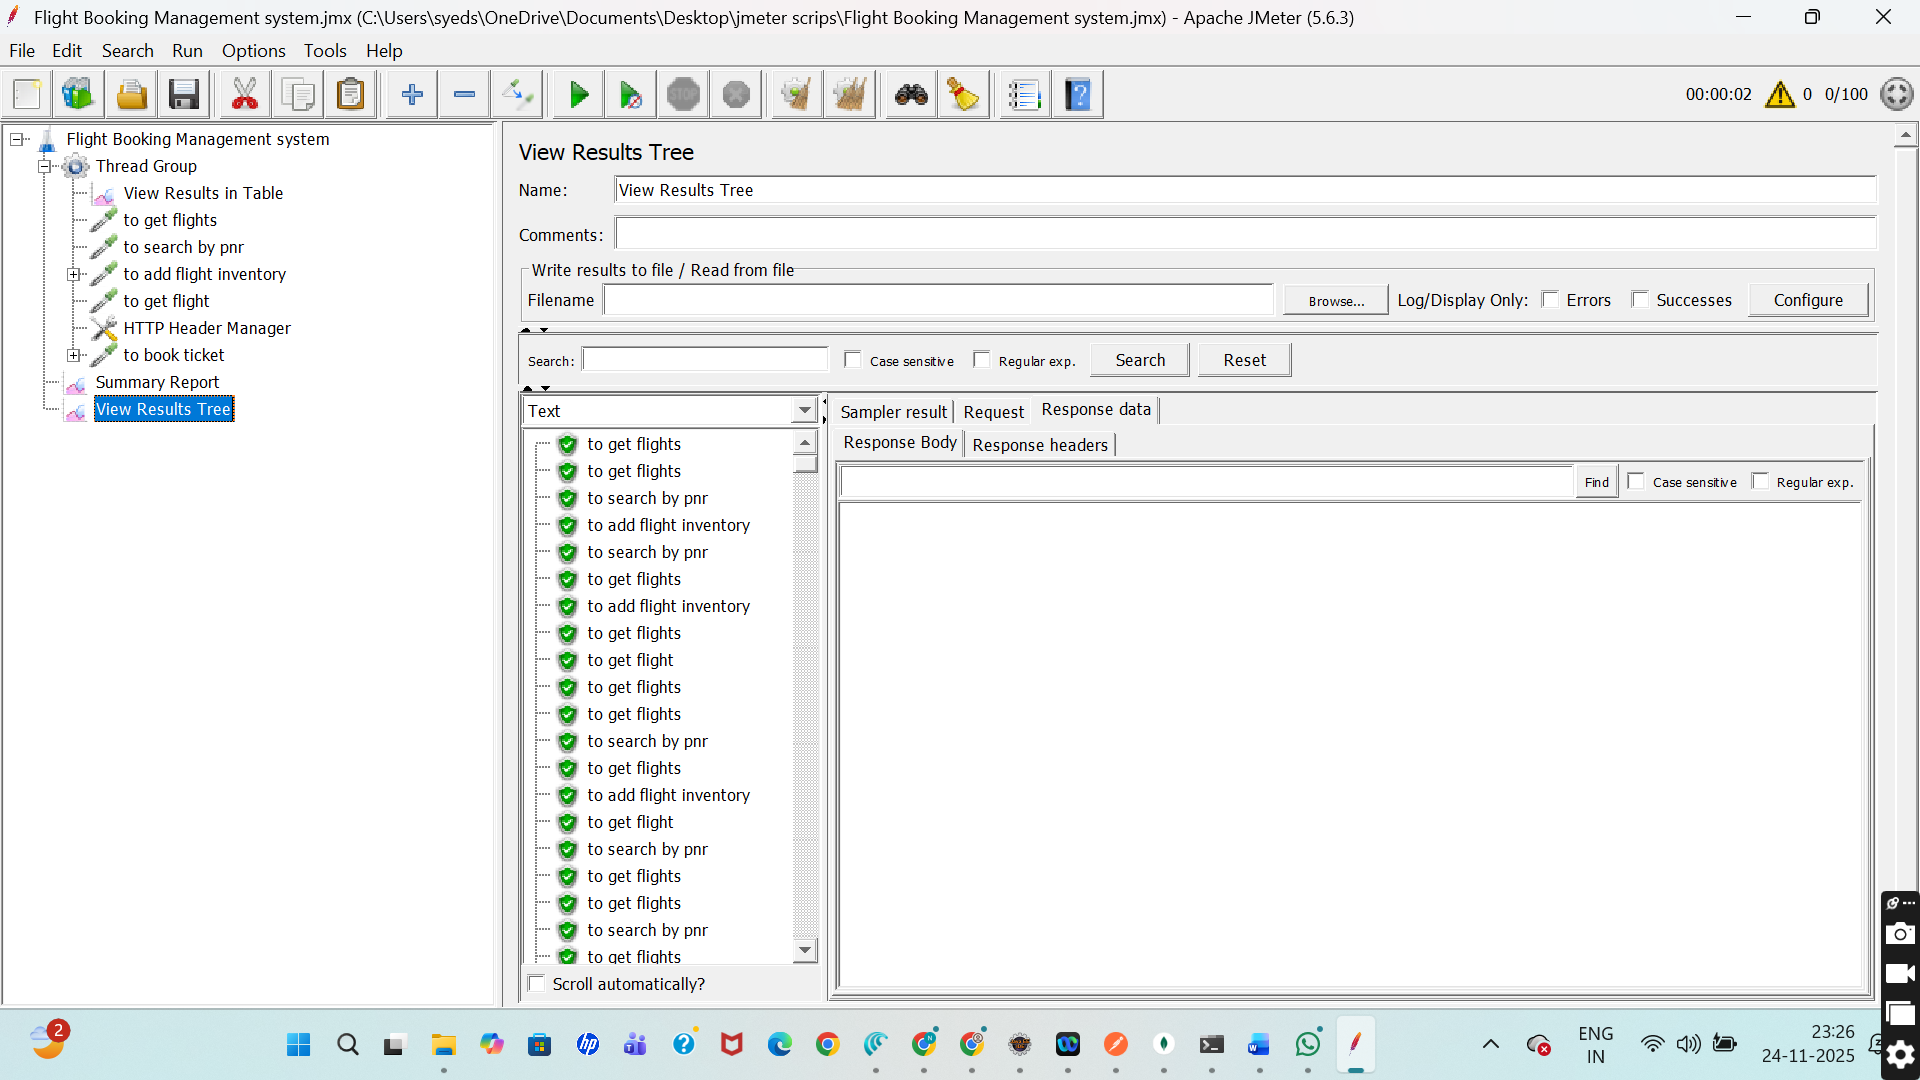 Flight Booking Management system.jmx (C:\Users\syeds\OneDrive\Documents\Desktop\jmeter scrips\Flight Booking Management system.jmx) - Apache JMeter (5.6.3)
File Edit Search Run Options Tools Help
STOP
00:00:02 0 0/100
Flight Booking Management system
Thread Group
View Results in Table
to get flights
to search by pnr
to add flight inventory
to get flight
HTTP Header Manager
to book ticket
Summary Report
View Results Tree
View Results Tree
Name: View Results Tree
Comments:
Write results to file / Read from file
Filename Browse... Log/Display Only: Errors Successes Configure
Search: Case sensitive Regular exp. Search Reset
Text
to get flights
to get flights
to search by pnr
to add flight inventory
to search by pnr
to get flights
to add flight inventory
to get flights
to get flight
to get flights
to get flights
to search by pnr
to get flights
to add flight inventory
to get flight
to search by pnr
to get flights
to get flights
to search by pnr
to get flights
Scroll automatically?
Sampler result Request Response data
Response Body Response headers
Find Case sensitive Regular exp.
2
hp
ENG
IN
23:26
24-11-2025